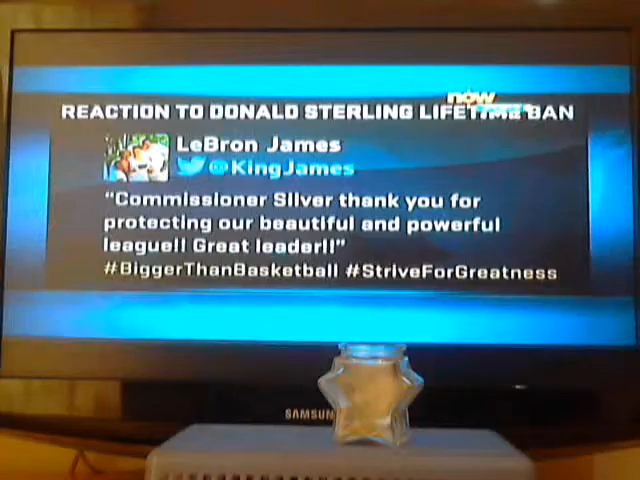 now
REACTION TO DONALD STERLING LIFETIME BAN
LeBron James
@KingJames
"Commissioner Silver thank you for
protecting our beautiful and powerful
league!! Great leader!!"
#BiggerThanBasketball #StriveForGreatness
SAMSUN